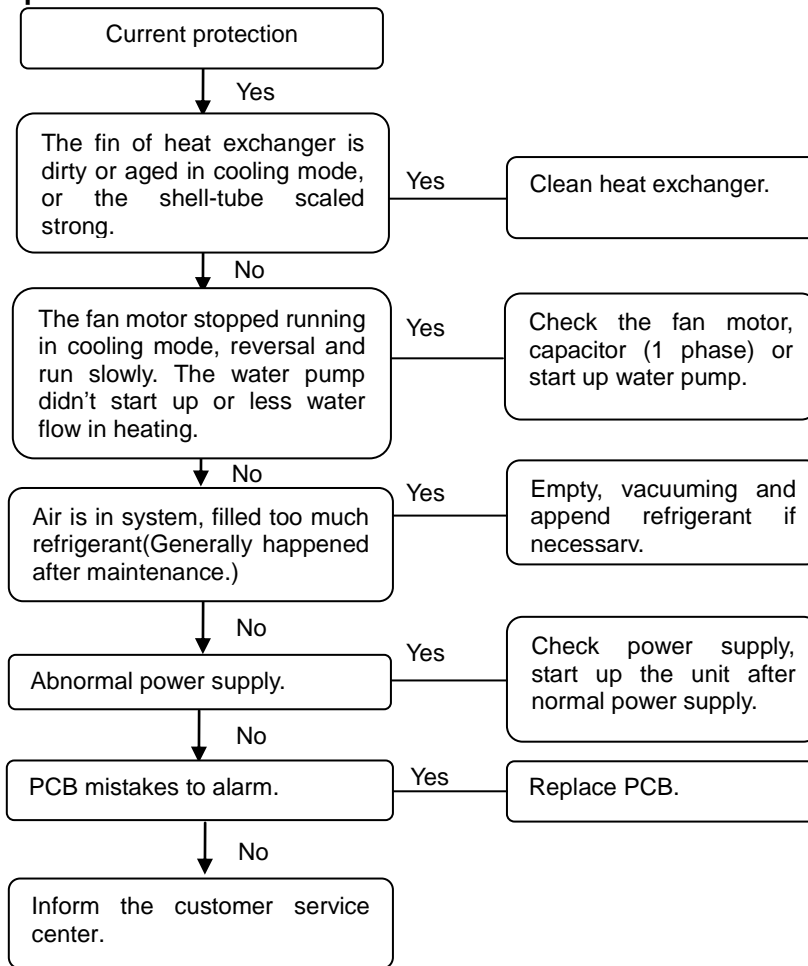 Current protection
Yes
The fin of heat exchanger is
dirty or aged in cooling mode,
or the shell-tube scaled
strong.
Yes
Clean heat exchanger.
No
The fan motor stopped running
in cooling mode, reversal and
run slowly. The water pump
didn’t start up or less water
flow in heating.
Yes
Check the fan motor,
capacitor (1 phase) or
start up water pump.
No
Air is in system, filled too much
refrigerant(Generally happened
after maintenance.)
Yes
Empty, vacuuming and
append refrigerant if
necessary.
No
Abnormal power supply.
Yes
Check power supply,
start up the unit after
normal power supply.
No
PCB mistakes to alarm.
Yes
Replace PCB.
No
Inform the customer service
center.